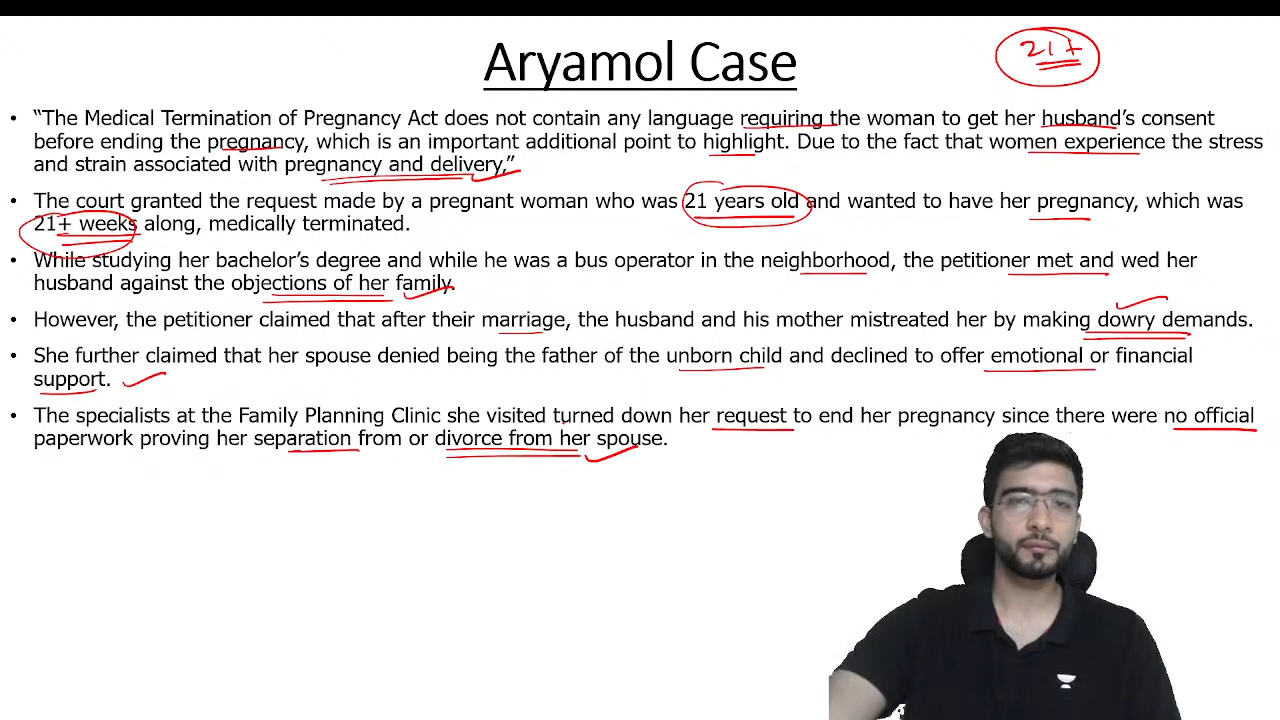 Aryamol Case
21+
• “The Medical Termination of Pregnancy Act does not contain any language requiring the woman to get her husband’s consent
before ending the pregnancy, which is an important additional point to highlight. Due to the fact that women experience the stress
and strain associated with pregnancy and delivery,”
• The court granted the request made by a pregnant woman who was 21 years old and wanted to have her pregnancy, which was
21+ weeks along, medically terminated.
• While studying her bachelor’s degree and while he was a bus operator in the neighborhood, the petitioner met and wed her
husband against the objections of her family.
• However, the petitioner claimed that after their marriage, the husband and his mother mistreated her by making dowry demands.
• She further claimed that her spouse denied being the father of the unborn child and declined to offer emotional or financial
support.
• The specialists at the Family Planning Clinic she visited turned down her request to end her pregnancy since there were no official
paperwork proving her separation from or divorce from her spouse.